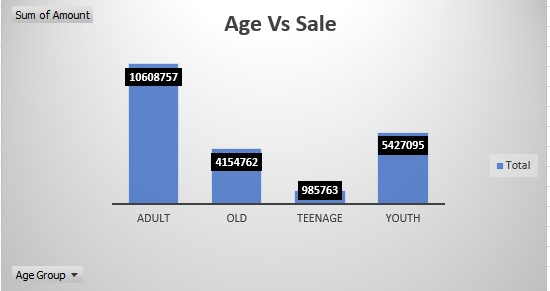 Sum of Amount
Age Vs Sale
10608757
4154762
985763
5427095
Total
ADULT
OLD
TEENAGE
YOUTH
Age Group